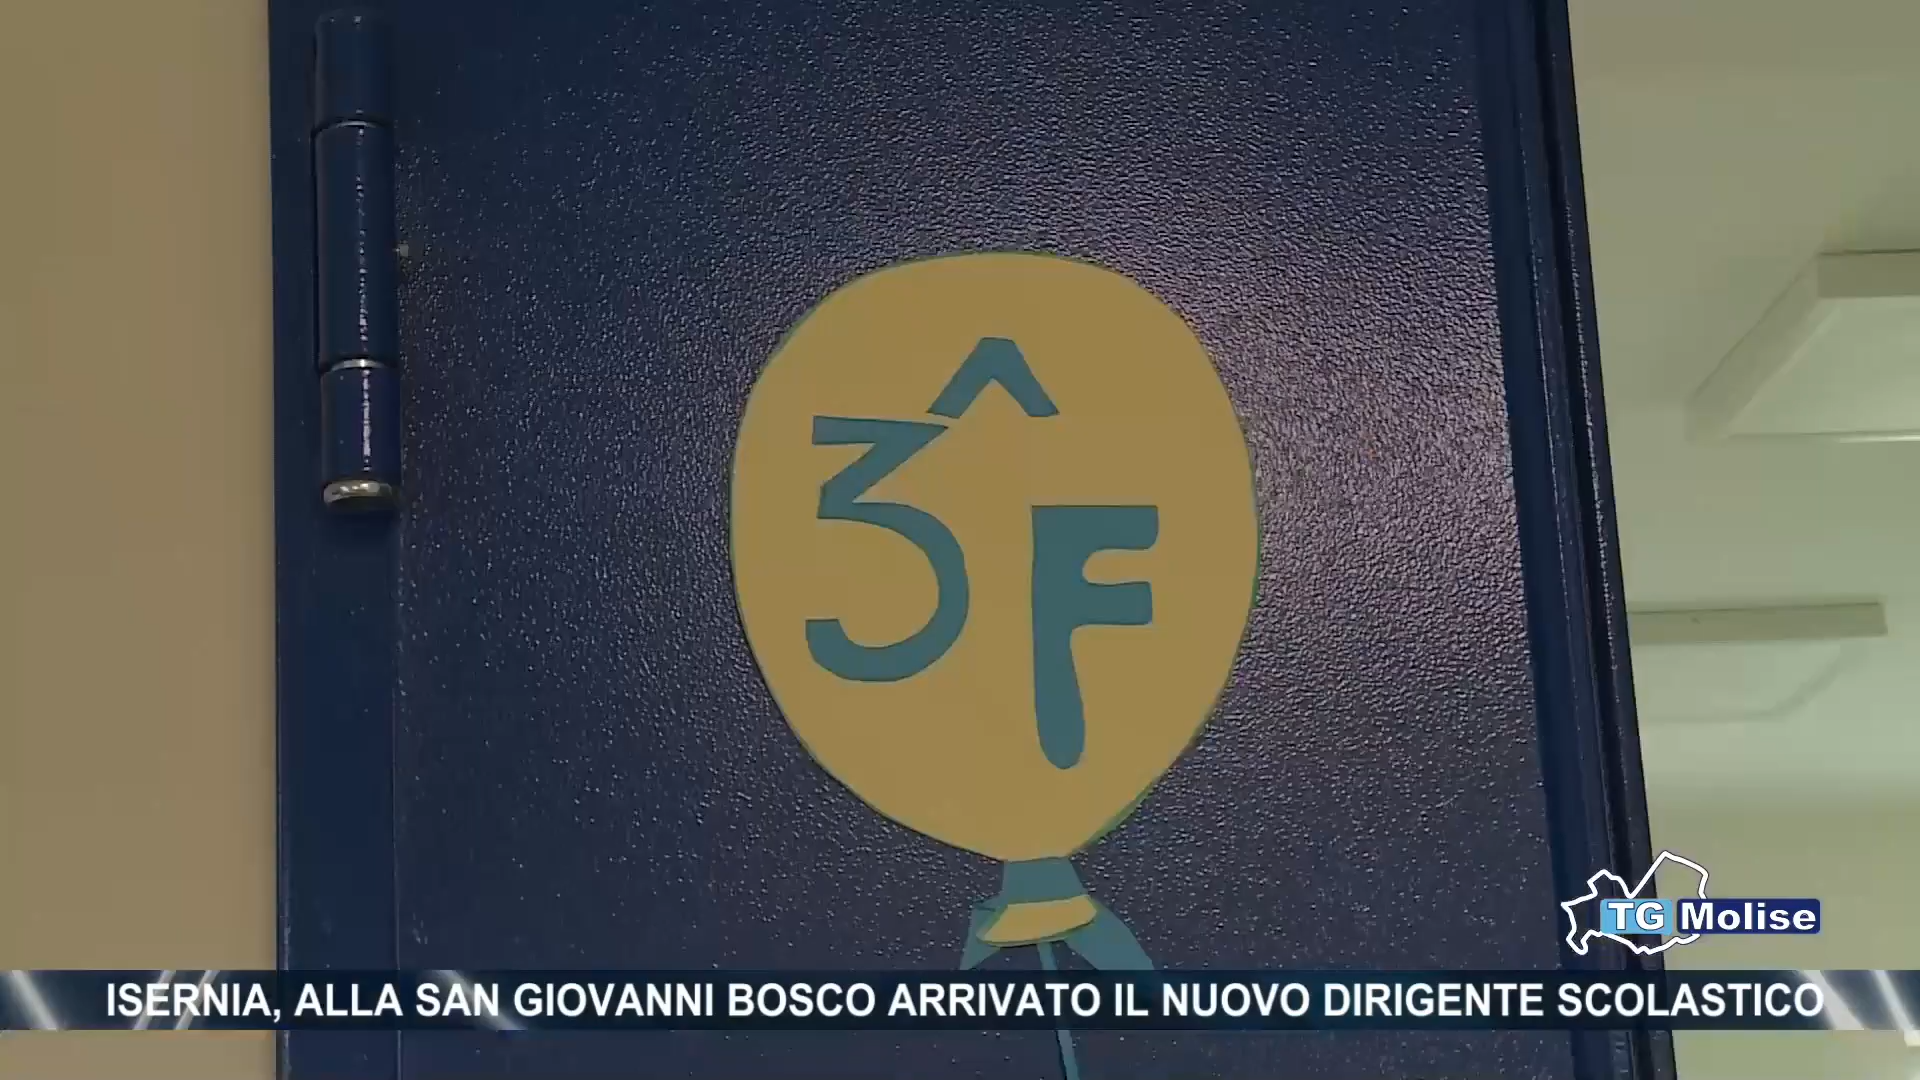 3^F
TG Molise
ISERNIA, ALLA SAN GIOVANNI BOSCO ARRIVATO IL NUOVO DIRIGENTE SCOLASTICO